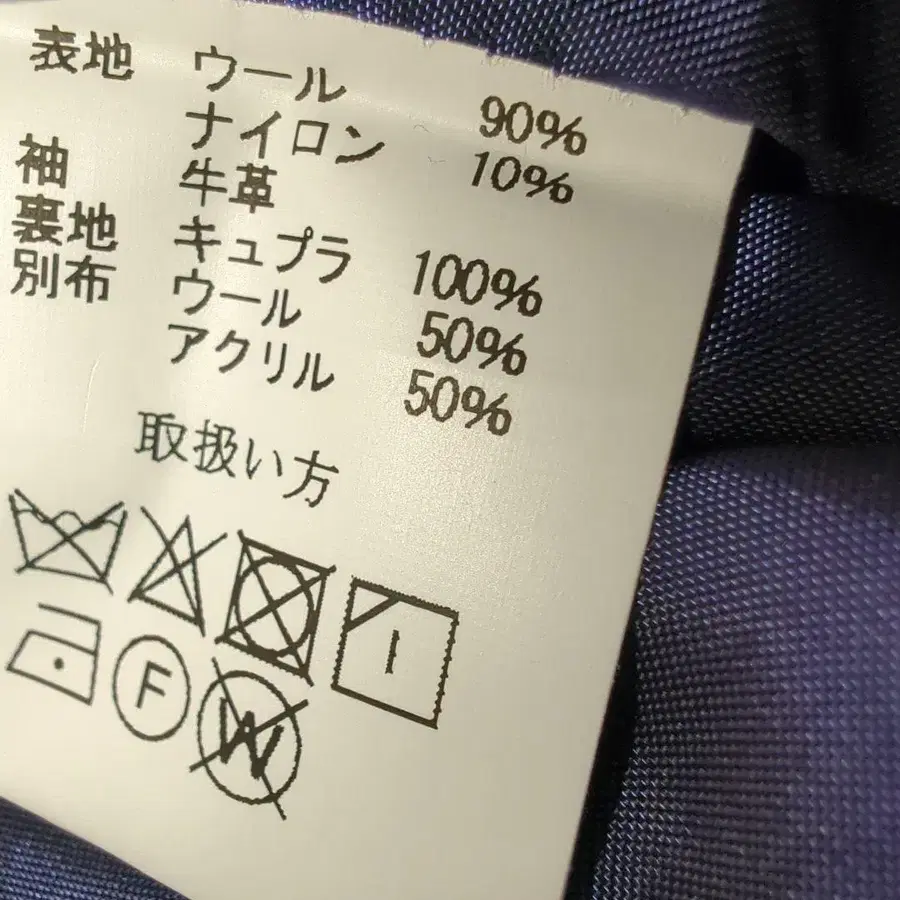 表地 ウール 90%
ナイロン 10%
袖 牛革
裏地 キュプラ 100%
別布 ウール 50%
アクリル 50%
取扱い方
F
W